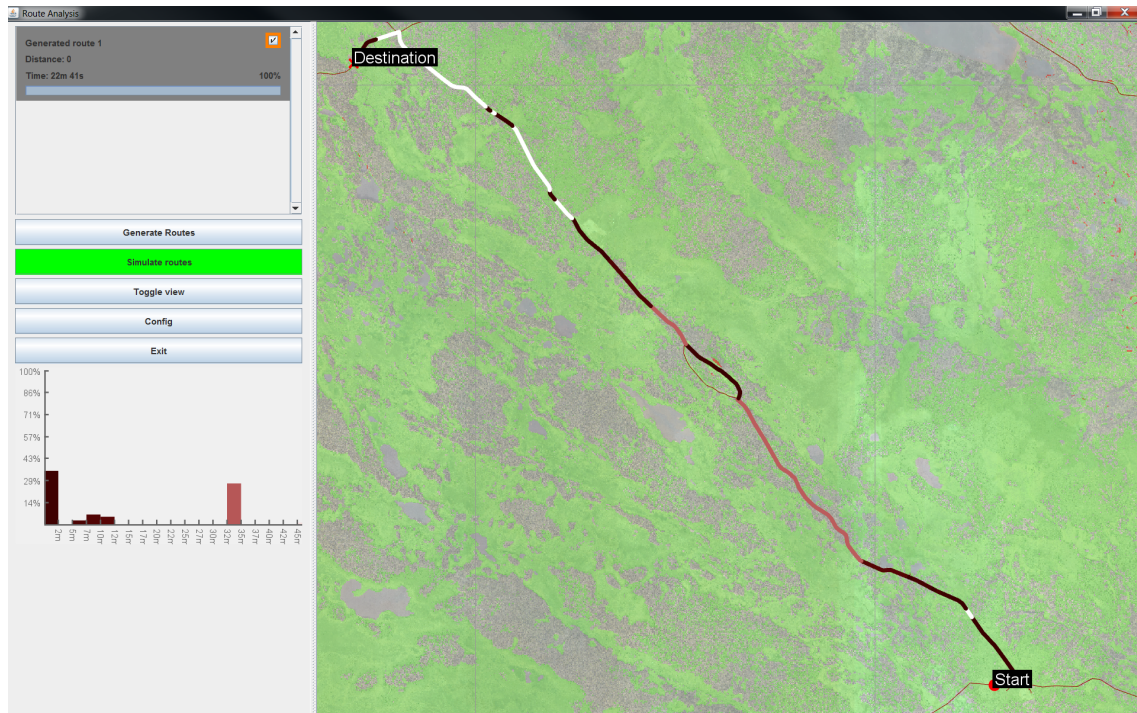 Route Analysis
Generated route 1
Distance: 0
Time: 22m 41s 100%
Generate Routes
Simulate routes
Toggle view
Config
Exit
100%
86%
71%
57%
43%
29%
14%
2m 5m 7m 10m 12m 15m 17m 20m 22m 25m 27m 30m 32m 35m 37m 40m 42m 45m
Destination
Start